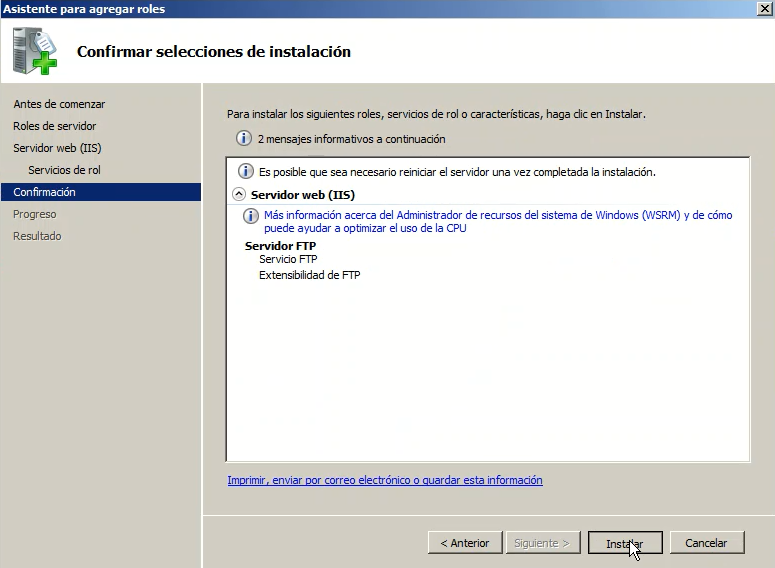 Asistente para agregar roles
Confirmar selecciones de instalación
Antes de comenzar
Roles de servidor
Servidor web (IIS)
Servicios de rol
Confirmación
Progreso
Resultado
Para instalar los siguientes roles, servicios de rol o características, haga clic en Instalar.
2 mensajes informativos a continuación
Es posible que sea necesario reiniciar el servidor una vez completada la instalación.
Servidor web (IIS)
Más información acerca del Administrador de recursos del sistema de Windows (WSRM) y de cómo
puede ayudar a optimizar el uso de la CPU
Servidor FTP
Servicio FTP
Extensibilidad de FTP
Imprimir, enviar por correo electrónico o guardar esta información
< Anterior
Siguiente >
Instalar
Cancelar